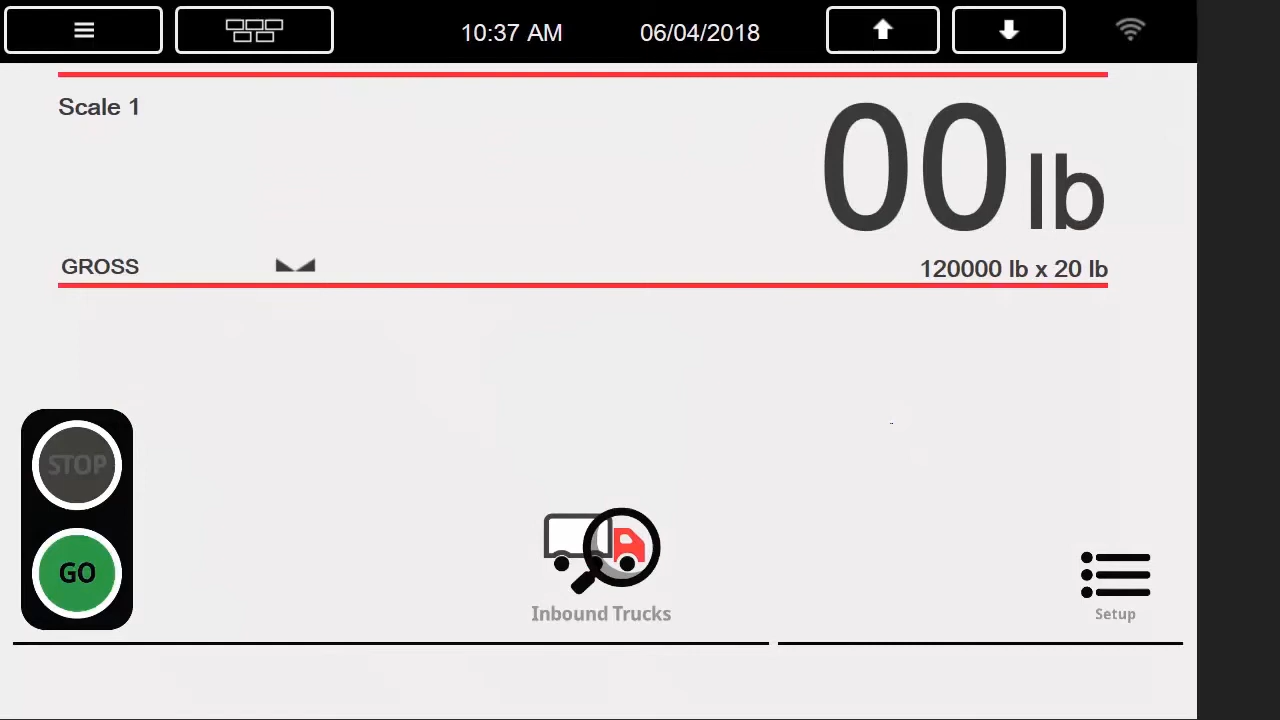 10:37 AM 06/04/2018
Scale 1
00 lb
GROSS 120000 lb x 20 lb
STOP
GO
Inbound Trucks
Setup